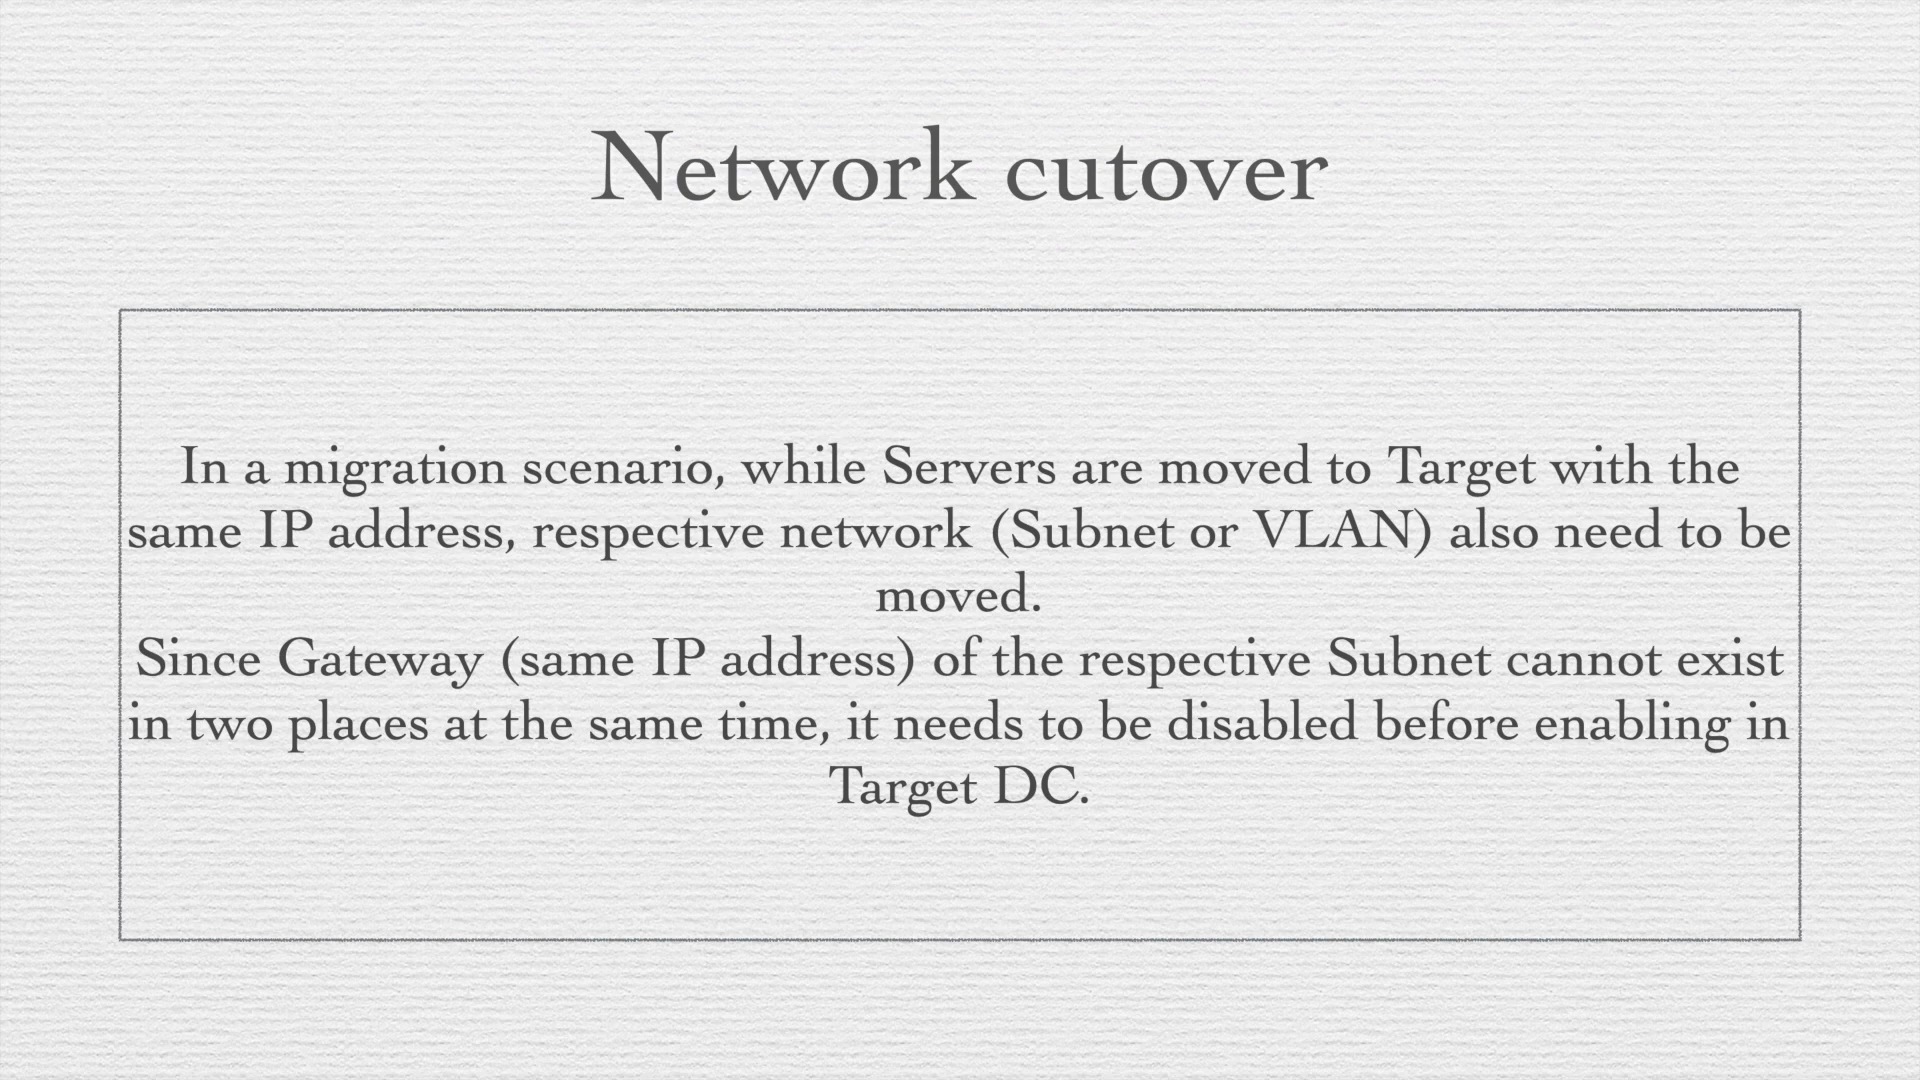 Network cutover
In a migration scenario, while Servers are moved to Target with the
same IP address, respective network (Subnet or VLAN) also need to be
moved.
Since Gateway (same IP address) of the respective Subnet cannot exist
in two places at the same time, it needs to be disabled before enabling in
Target DC.